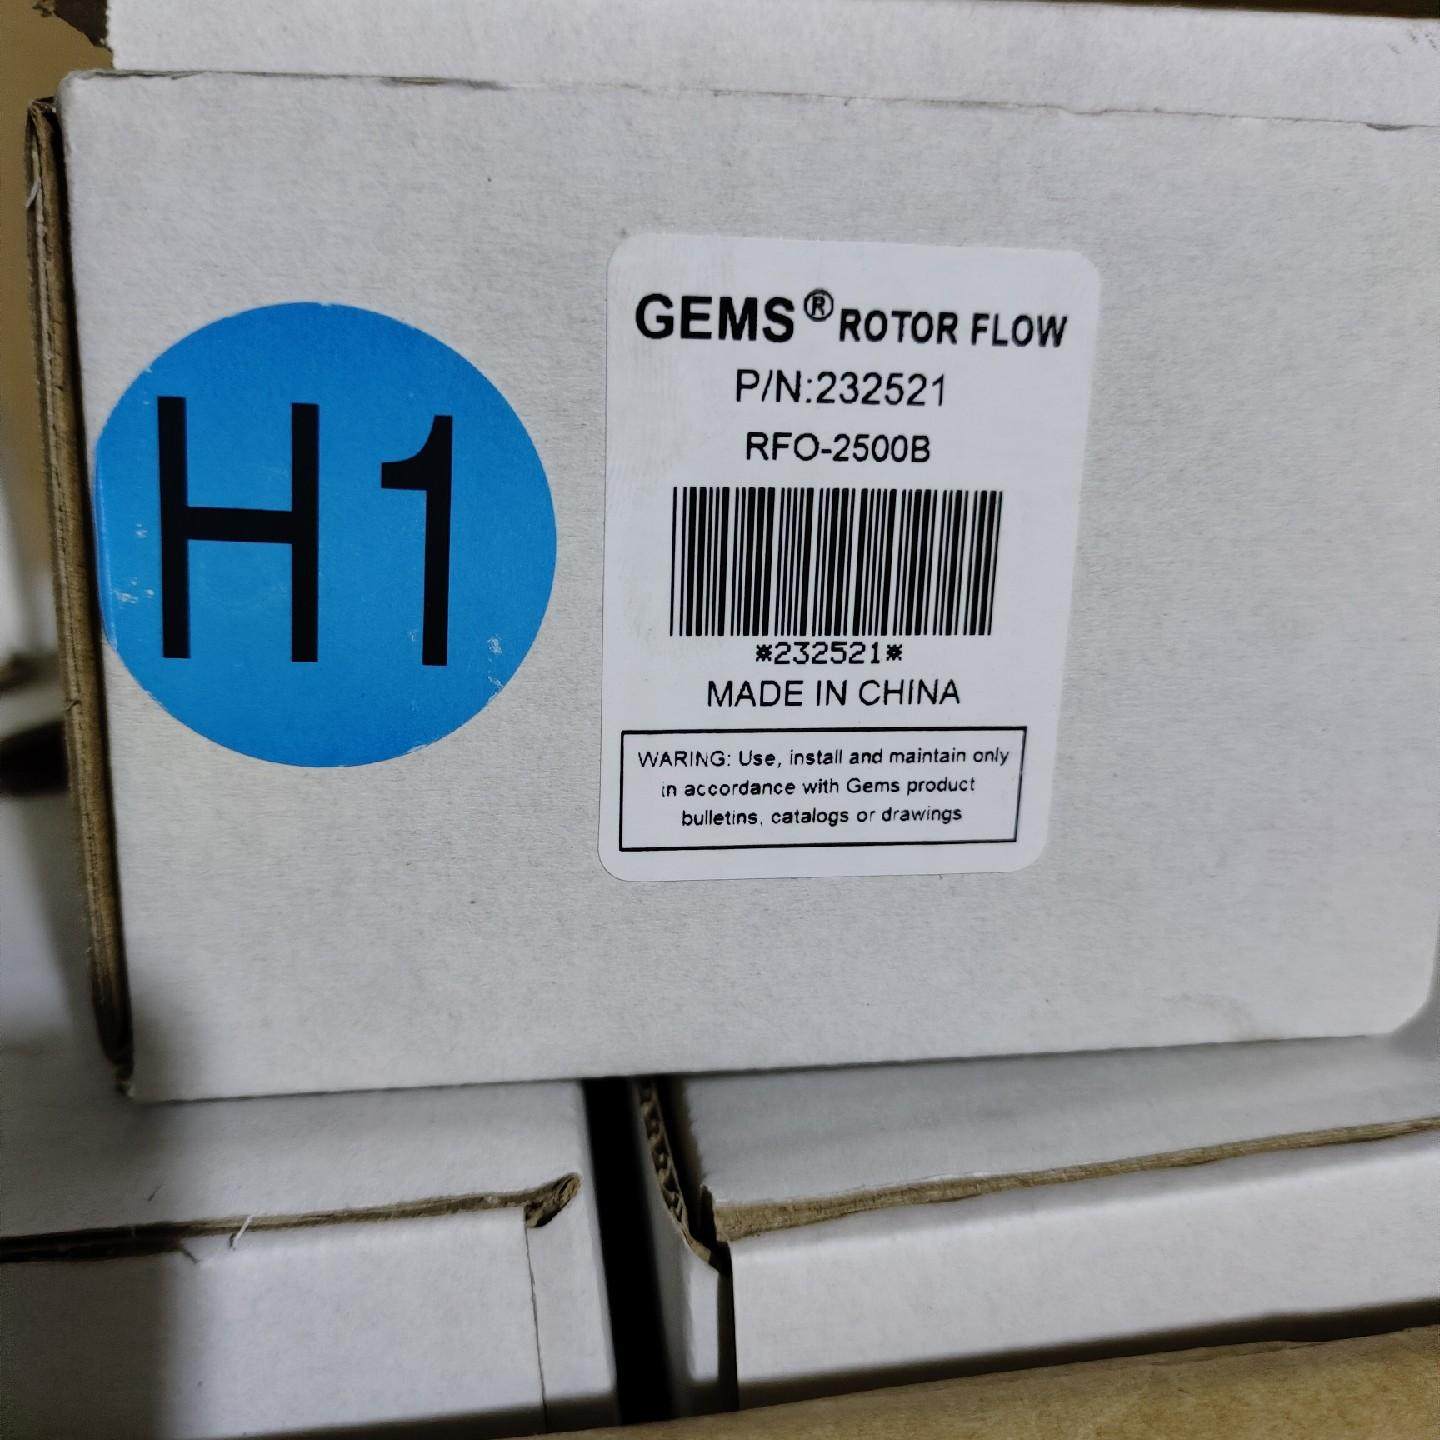 H1
GEMS® ROTOR FLOW
P/N:232521
RFO-2500B
*232521*
MADE IN CHINA
WARING: Use, install and maintain only
in accordance with Gems product
bulletins, catalogs or drawings